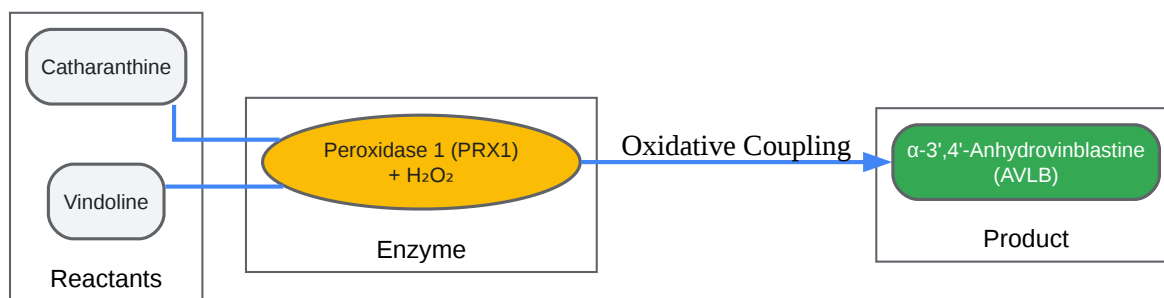 Catharanthine
Vindoline
Reactants
Peroxidase 1 (PRX1)
+ H₂O₂
Enzyme
Oxidative Coupling
α-3',4'-Anhydrovinblastine
(AVLB)
Product